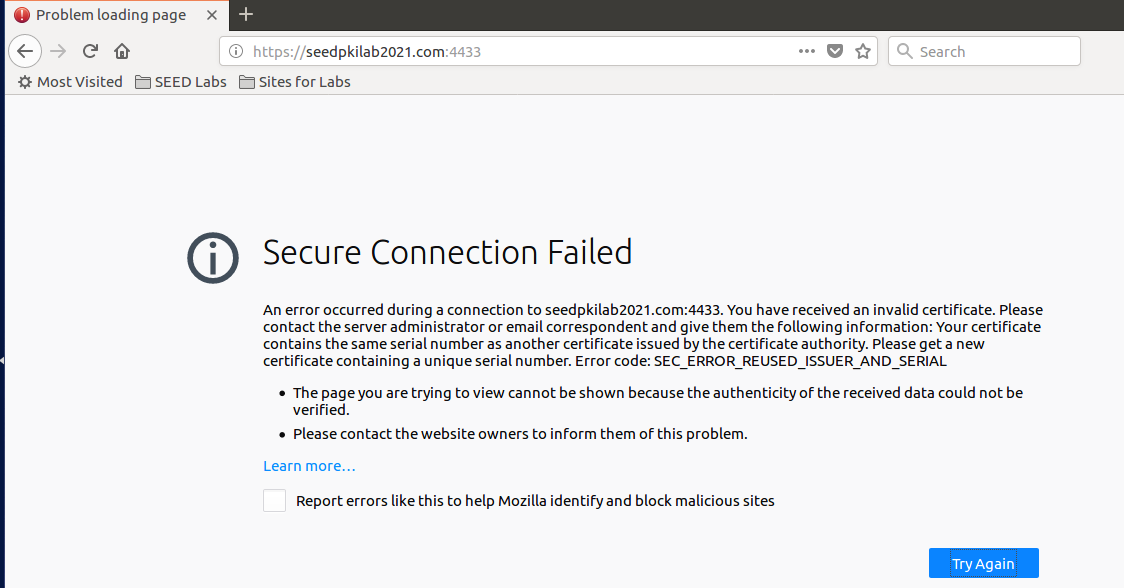 Problem loading page
https://seedpkilab2021.com:4433
Search
Most Visited SEED Labs Sites for Labs
Secure Connection Failed
An error occurred during a connection to seedpkilab2021.com:4433. You have received an invalid certificate. Please
contact the server administrator or email correspondent and give them the following information: Your certificate
contains the same serial number as another certificate issued by the certificate authority. Please get a new
certificate containing a unique serial number. Error code: SEC_ERROR_REUSED_ISSUER_AND_SERIAL
• The page you are trying to view cannot be shown because the authenticity of the received data could not be
verified.
• Please contact the website owners to inform them of this problem.
Learn more…
Report errors like this to help Mozilla identify and block malicious sites
Try Again